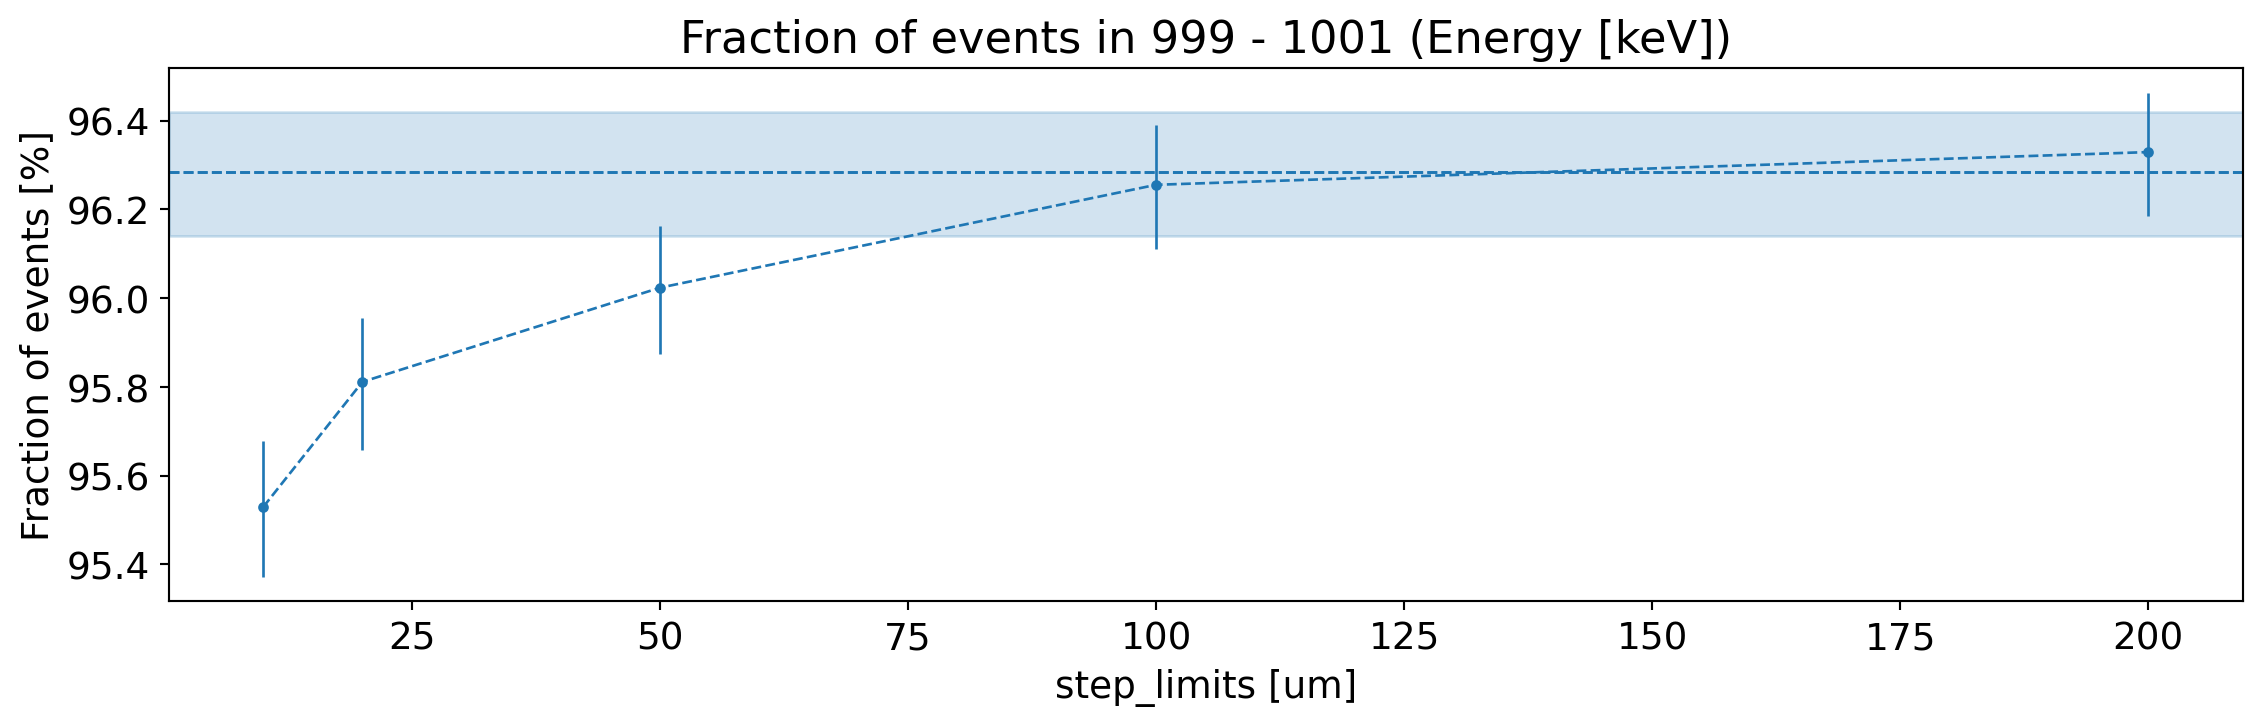 Fraction of events in 999 - 1001 (Energy [keV])
Fraction of events [%]
96.4
96.2
96.0
95.8
95.6
95.4
25 50 75 100 125 150 175 200
step_limits [um]